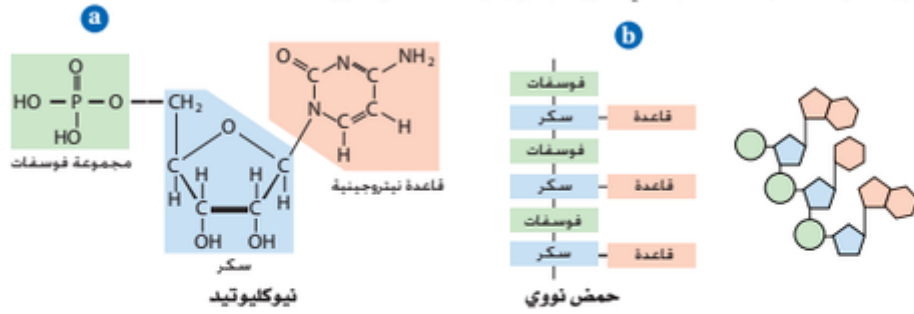 a
b
O
HO P O CH₂
HO
مجموعة فوسفات
O
C N C NH₂
N C C H
H
قاعدة نيتروجينية
O
C H H C
H C C H
OH OH
سكر
نيوكليوتيد
فوسفات
سكر قاعدة
فوسفات
سكر قاعدة
فوسفات
سكر قاعدة
حمض نووي